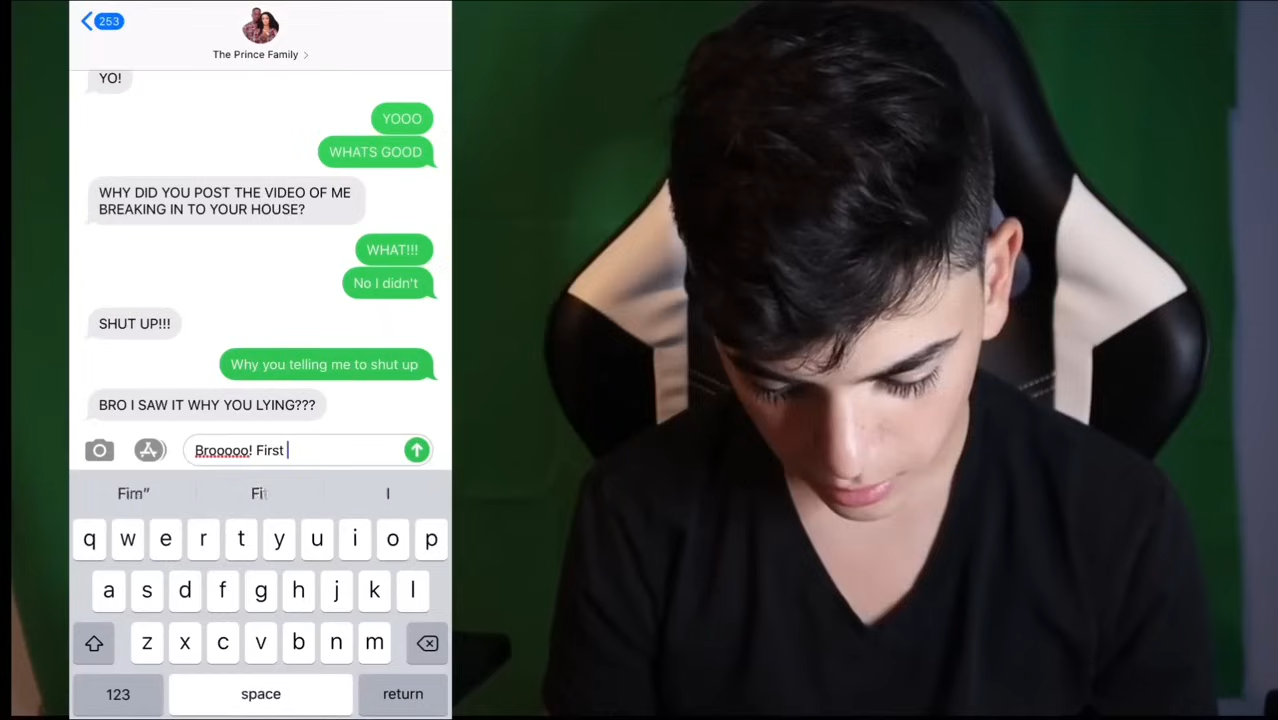 253
The Prince Family
YO!
YOOO
WHATS GOOD
WHY DID YOU POST THE VIDEO OF ME
BREAKING IN TO YOUR HOUSE?
WHAT!!!
No I didn't
SHUT UP!!!
Why you telling me to shut up
BRO I SAW IT WHY YOU LYING???
Brooooo! First
Fim” Fit I
q w e r t y u i o p
a s d f g h j k l
z x c v b n m
123 space return